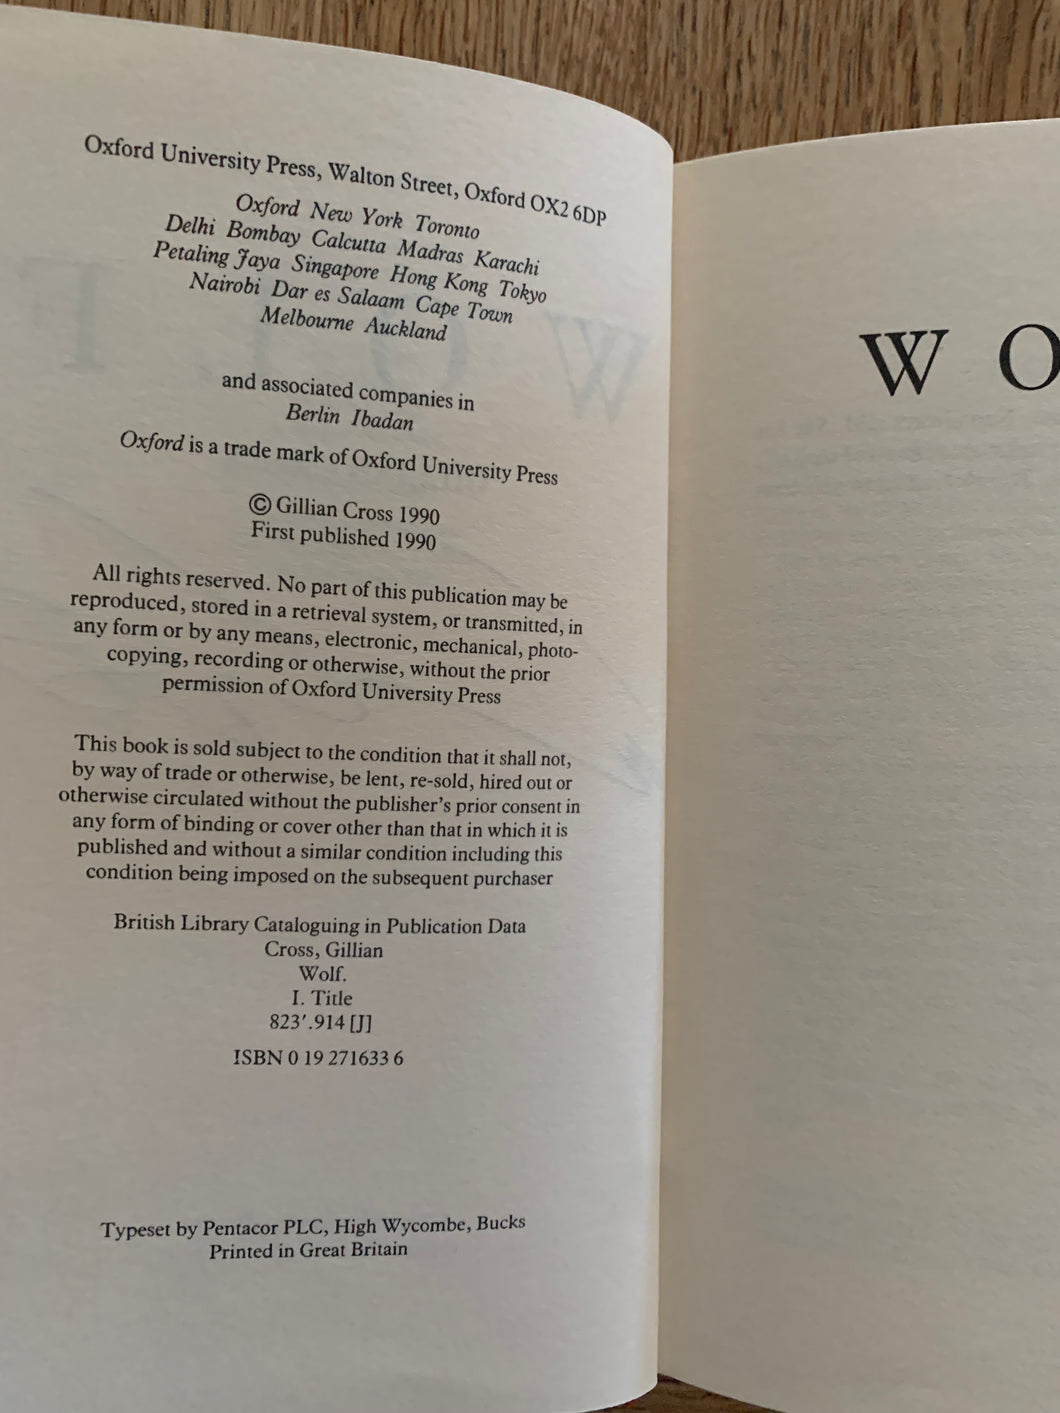 Oxford University Press, Walton Street, Oxford OX2 6DP
Oxford New York Toronto
Delhi Bombay Calcutta Madras Karachi
Petaling Jaya Singapore Hong Kong Tokyo
Nairobi Dar es Salaam Cape Town
Melbourne Auckland
and associated companies in
Berlin Ibadan
Oxford is a trade mark of Oxford University Press
© Gillian Cross 1990
First published 1990
All rights reserved. No part of this publication may be
reproduced, stored in a retrieval system, or transmitted, in
any form or by any means, electronic, mechanical, photo-
copying, recording or otherwise, without the prior
permission of Oxford University Press
This book is sold subject to the condition that it shall not,
by way of trade or otherwise, be lent, re-sold, hired out or
otherwise circulated without the publisher's prior consent in
any form of binding or cover other than that in which it is
published and without a similar condition including this
condition being imposed on the subsequent purchaser
British Library Cataloguing in Publication Data
Cross, Gillian
Wolf.
I. Title
823′.914 [J]
ISBN 0 19 271633 6
Typeset by Pentacor PLC, High Wycombe, Bucks
Printed in Great Britain
W O